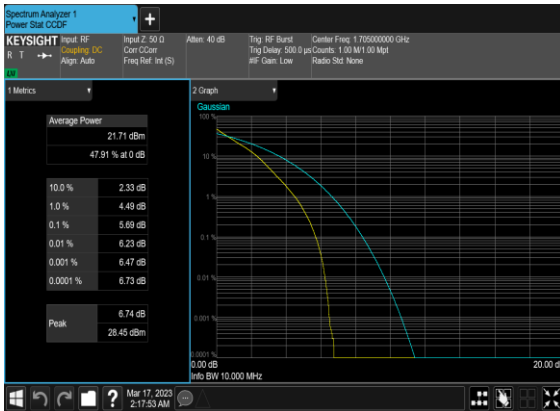 Spectrum Analyzer 1
Power Stat CCDF
+
KEYSIGHT
R T
LXI
Input: RF
Coupling: DC
Align: Auto
Input Z: 50 Ω
Corr CCorr
Freq Ref: Int (S)
Atten: 40 dB
Trig: RF Burst
Trig Delay: 500.0 µs
#IF Gain: Low
Center Freq: 1.705000000 GHz
Counts: 1.00 M/1.00 Mpt
Radio Std: None
1 Metrics
Average Power
21.71 dBm
47.91 % at 0 dB
10.0 % 2.33 dB
1.0 % 4.49 dB
0.1 % 5.69 dB
0.01 % 6.23 dB
0.001 % 6.47 dB
0.0001 % 6.73 dB
Peak
6.74 dB
28.45 dBm
2 Graph
Gaussian
100 %
10 %
1 %
0.1 %
0.01 %
0.001 %
0.0001 %
0.00 dB
20.00 d
Info BW 10.000 MHz
?
Mar 17, 2023
2:17:53 AM